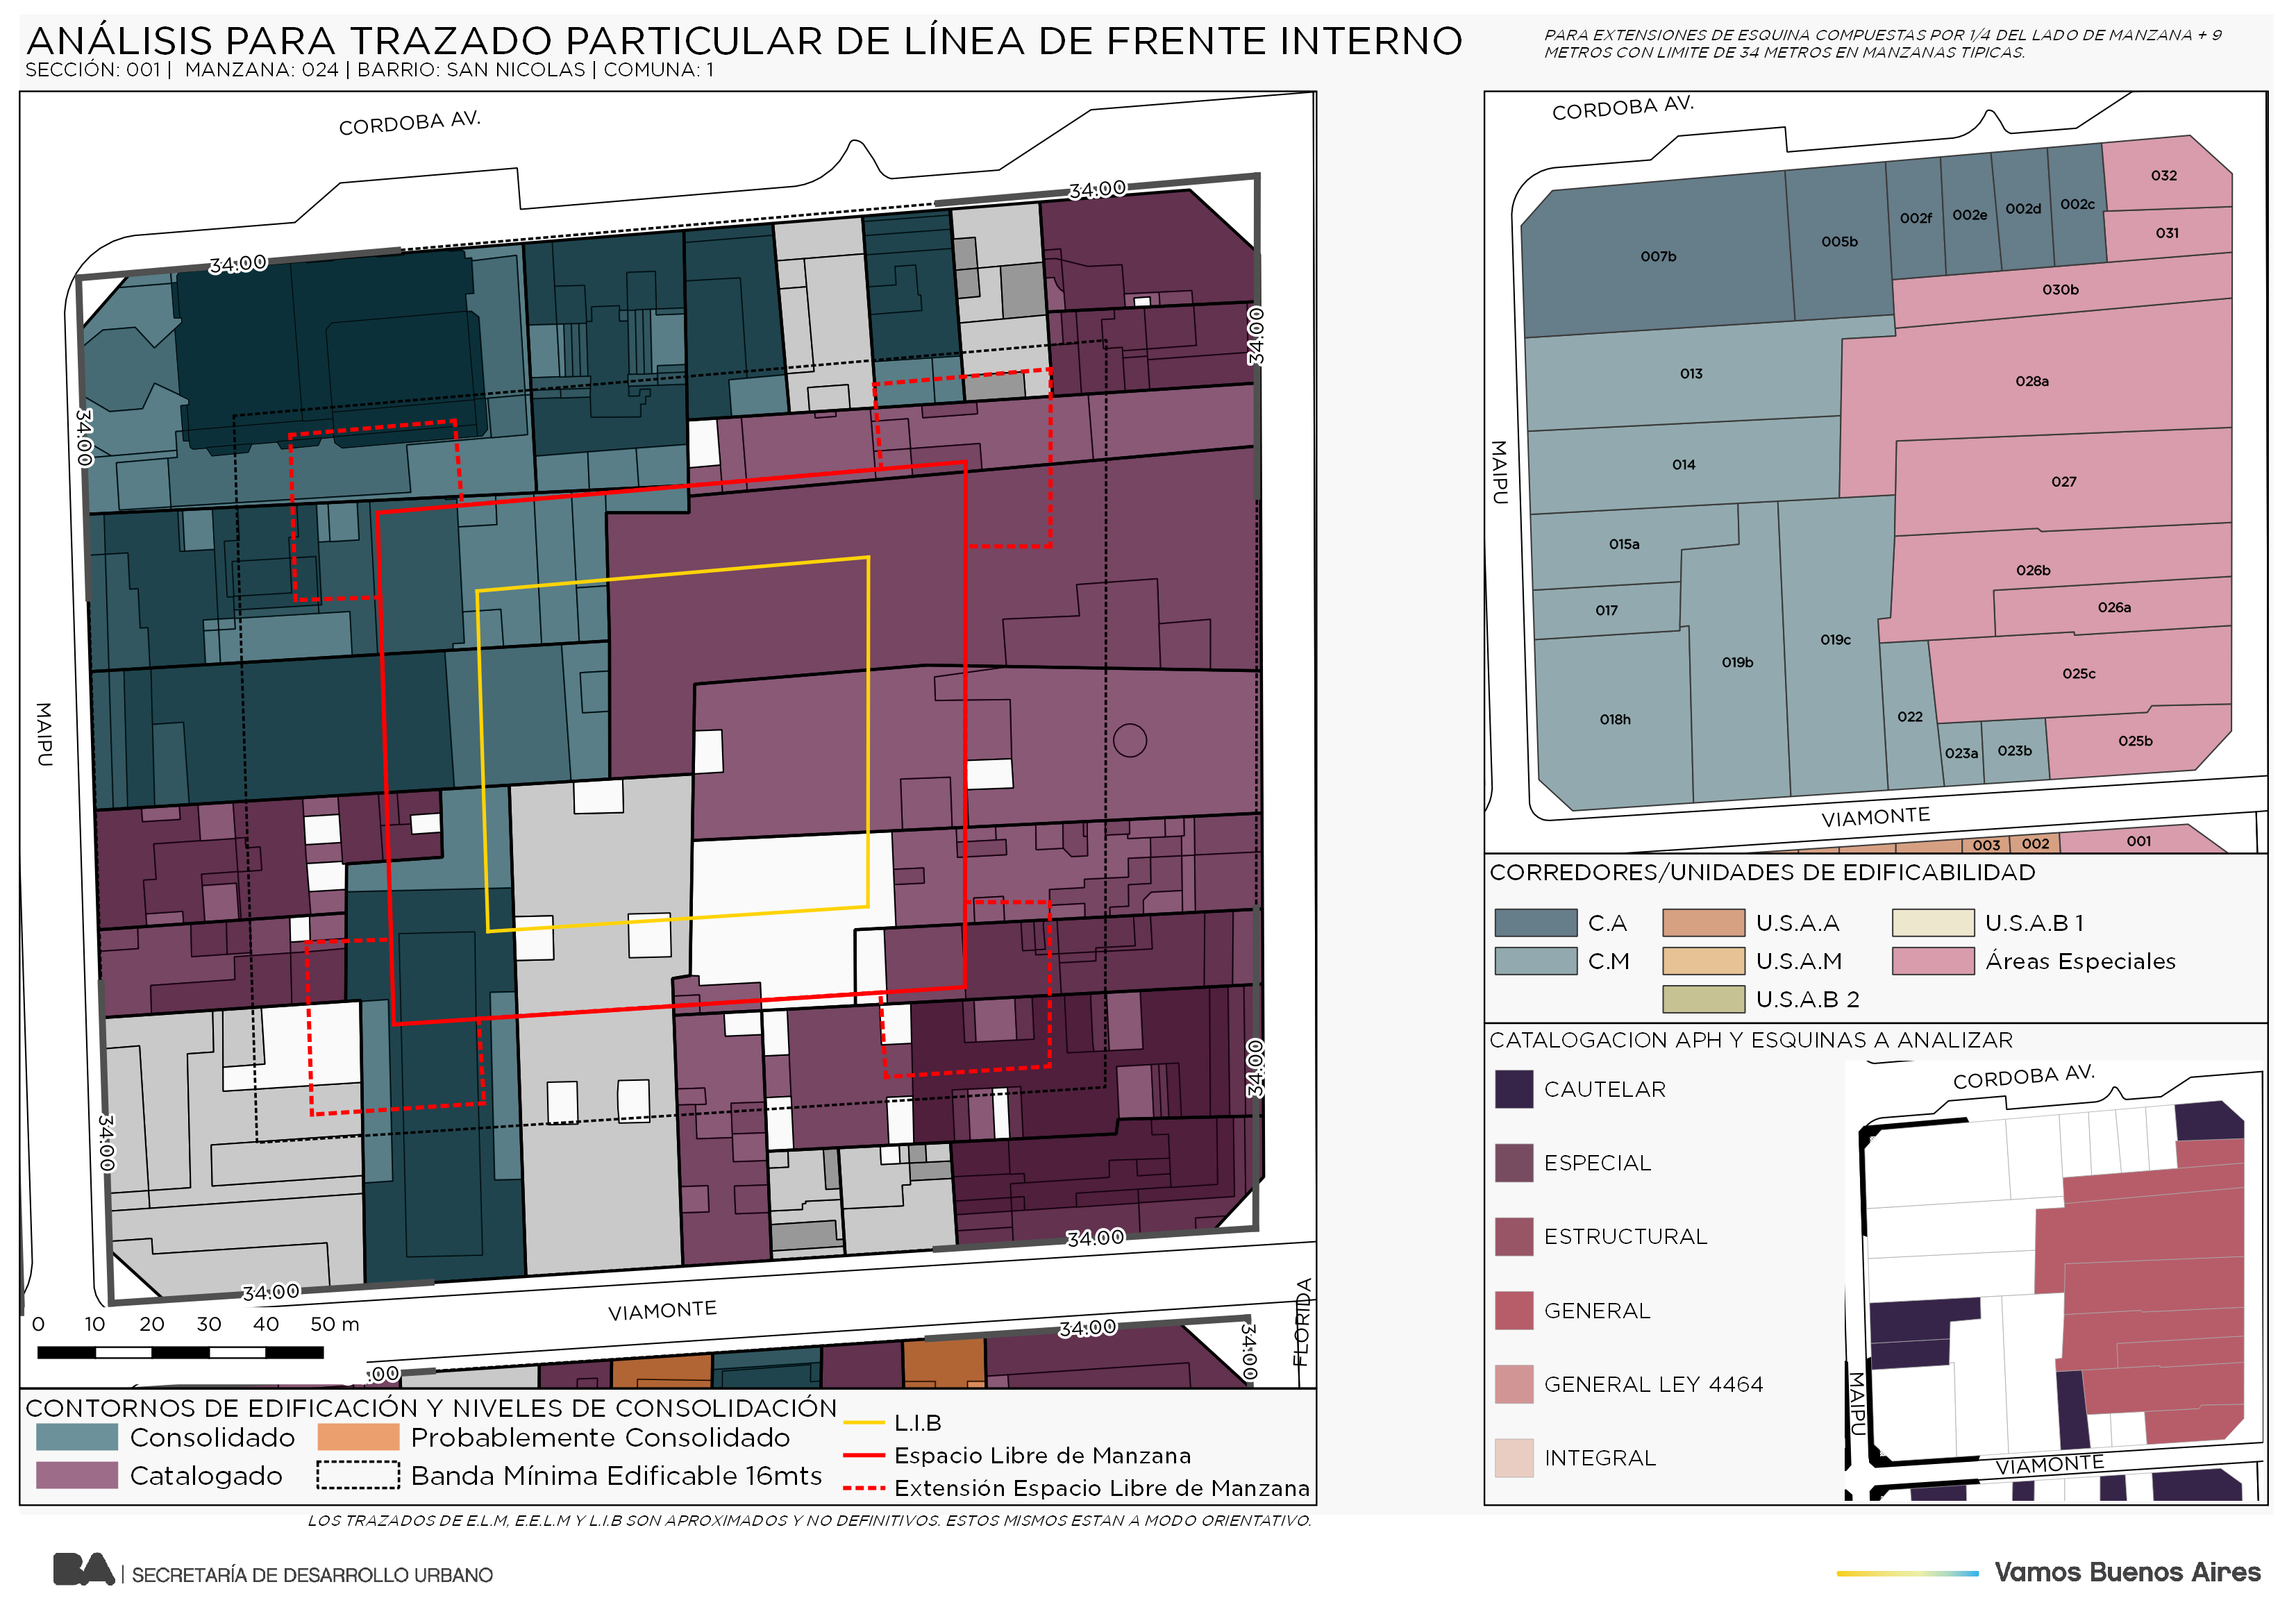 ANÁLISIS PARA TRAZADO PARTICULAR DE LÍNEA DE FRENTE INTERNO
SECCIÓN: 001 | MANZANA: 024 | BARRIO: SAN NICOLAS | COMUNA: 1
PARA EXTENSIONES DE ESQUINA COMPUESTAS POR 1/4 DEL LADO DE MANZANA + 9
METROS CON LIMITE DE 34 METROS EN MANZANAS TIPICAS.
CORDOBA AV.
34:00
34:00
34:00
34:00
MAIPU
34:00
34:00
34:00
34:00
VIAMONTE
FLORIDA
0 10 20 30 40 50 m
34:00
34:00
:00
CONTORNOS DE EDIFICACIÓN Y NIVELES DE CONSOLIDACIÓN
Consolidado
Probablemente Consolidado
Catalogado
Banda Mínima Edificable 16mts
L.I.B
Espacio Libre de Manzana
Extensión Espacio Libre de Manzana
LOS TRAZADOS DE E.L.M, E.E.L.M Y L.I.B SON APROXIMADOS Y NO DEFINITIVOS. ESTOS MISMOS ESTAN A MODO ORIENTATIVO.
CORDOBA AV.
032
002c
002d
002e
002f
031
005b
007b
030b
013
028a
014
027
MAIPU
015a
026b
017
026a
019c
019b
025c
018h
022
025b
023a
023b
VIAMONTE
003
002
001
CORREDORES/UNIDADES DE EDIFICABILIDAD
C.A
U.S.A.A
U.S.A.B 1
C.M
U.S.A.M
Áreas Especiales
U.S.A.B 2
CATALOGACION APH Y ESQUINAS A ANALIZAR
CAUTELAR
ESPECIAL
ESTRUCTURAL
GENERAL
GENERAL LEY 4464
INTEGRAL
CORDOBA AV.
MAIPU
VIAMONTE
BA | SECRETARÍA DE DESARROLLO URBANO
Vamos Buenos Aires